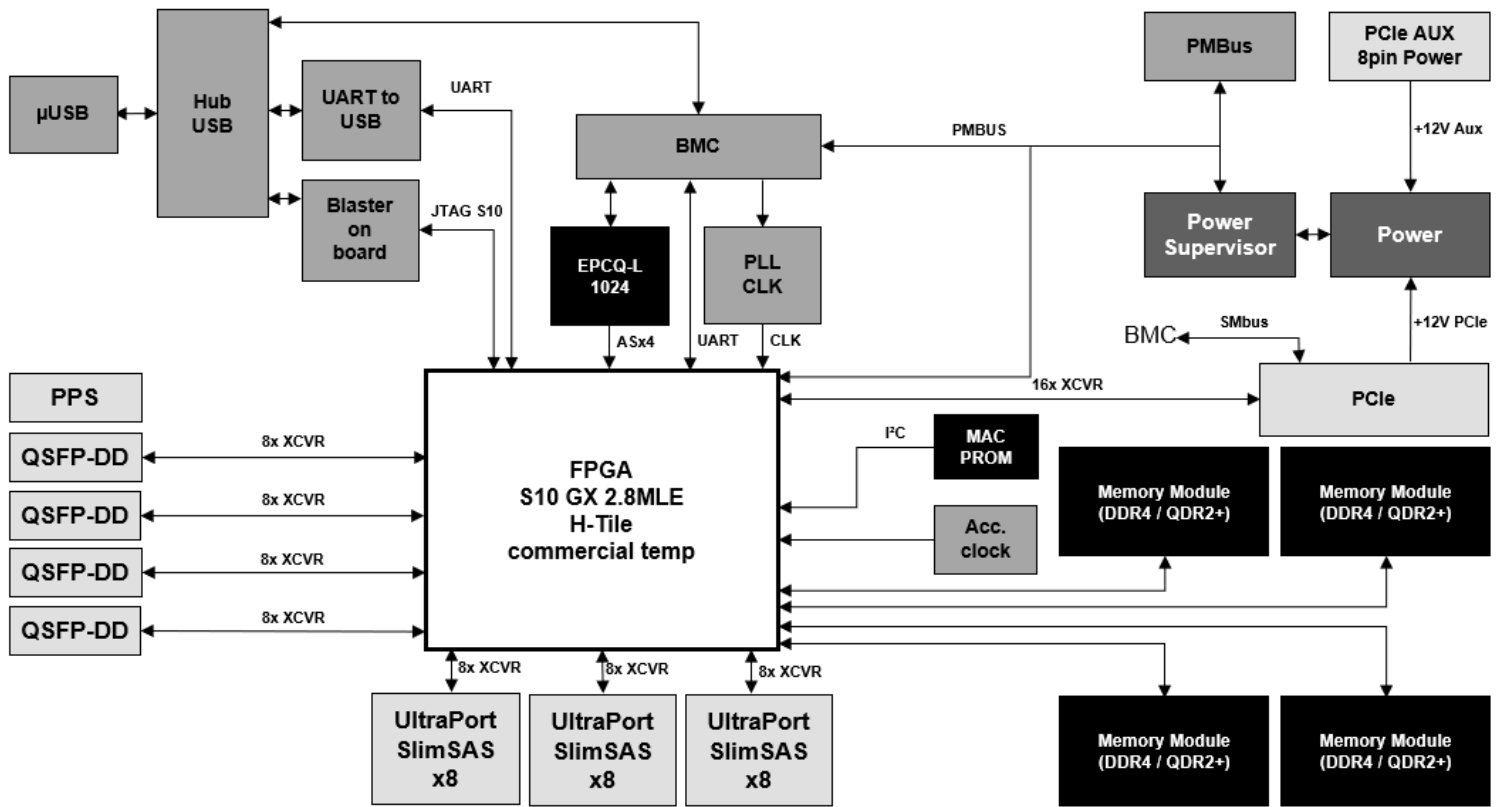 PMBus
PCIe AUX
8pin Power
µUSB
Hub
USB
UART to
USB
UART
BMC
PMBUS
+12V Aux
Blaster
on
board
JTAG S10
EPCQ-L
1024
PLL
CLK
Power
Supervisor
Power
ASx4
UART
CLK
BMC
SMbus
+12V PCIe
16x XCVR
PCIe
PPS
QSFP-DD
8x XCVR
QSFP-DD
8x XCVR
QSFP-DD
8x XCVR
QSFP-DD
8x XCVR
FPGA
S10 GX 2.8MLE
H-Tile
commercial temp
I²C
MAC
PROM
Acc.
clock
Memory Module
(DDR4 / QDR2+)
Memory Module
(DDR4 / QDR2+)
8x XCVR
8x XCVR
8x XCVR
UltraPort
SlimSAS
x8
UltraPort
SlimSAS
x8
UltraPort
SlimSAS
x8
Memory Module
(DDR4 / QDR2+)
Memory Module
(DDR4 / QDR2+)